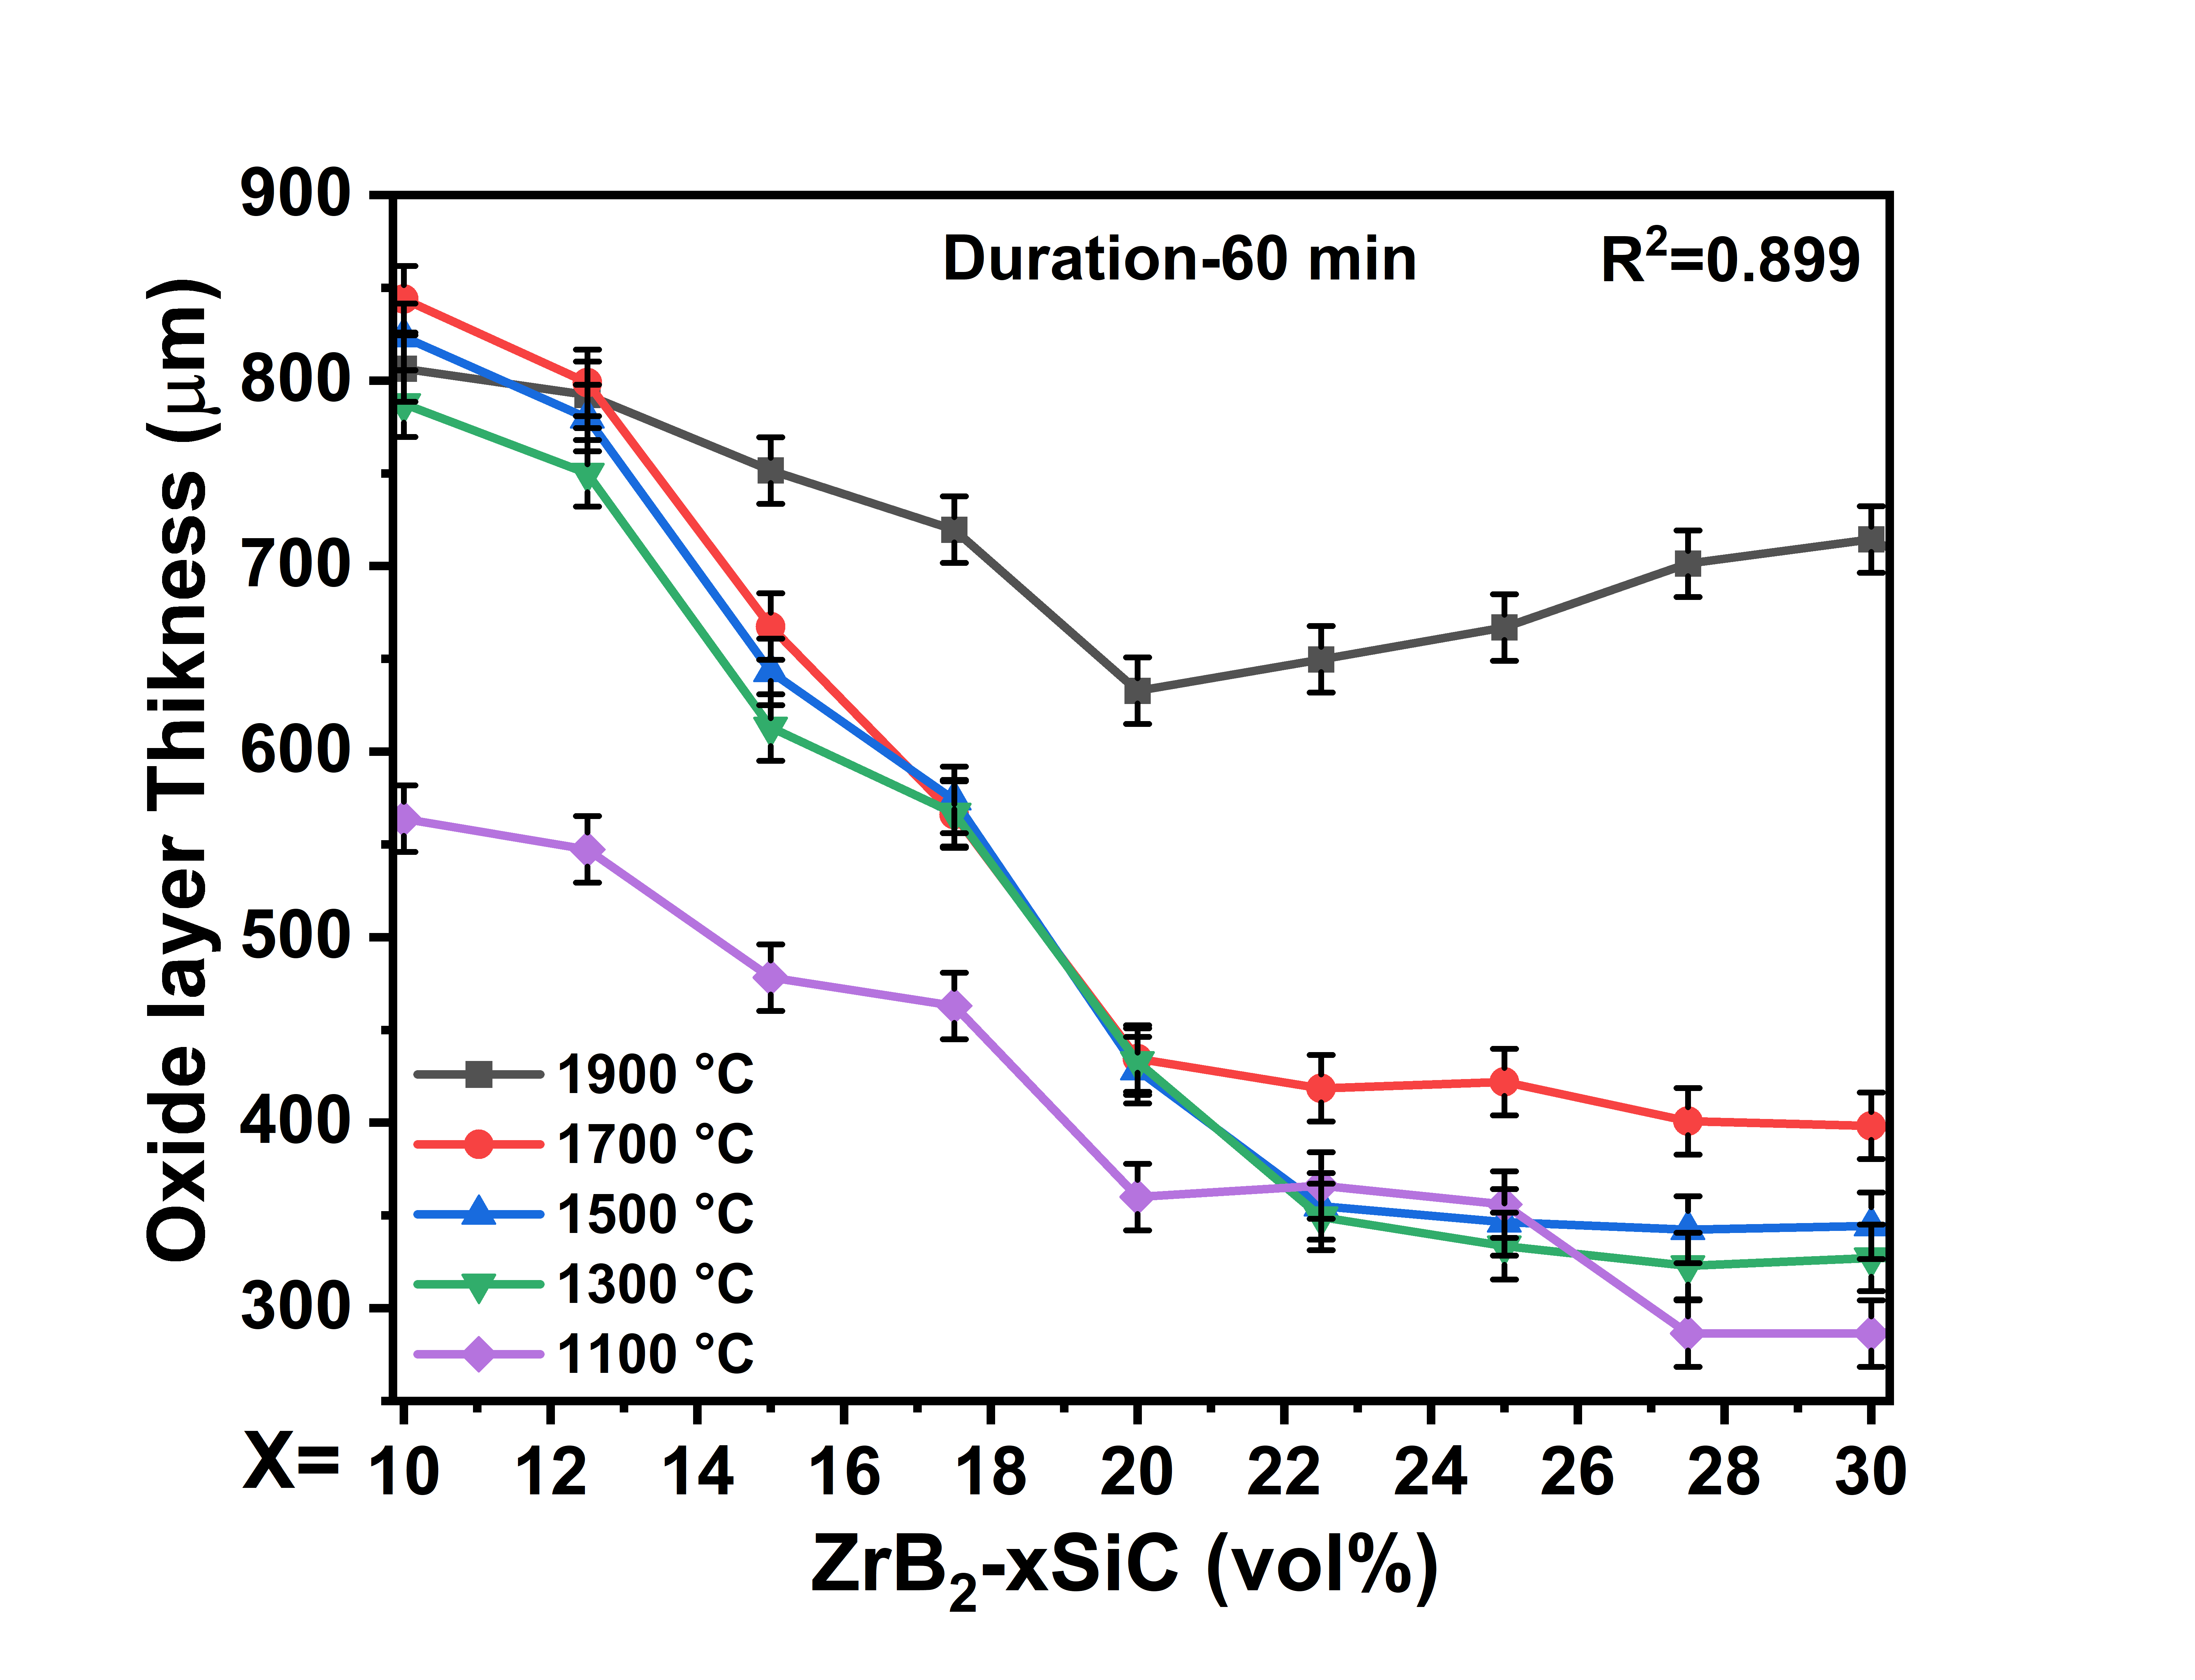 Duration-60 min
R²=0.899
Oxide layer Thikness (μm)
900
800
700
600
500
400
300
1900 °C
1700 °C
1500 °C
1300 °C
1100 °C
X= 10 12 14 16 18 20 22 24 26 28 30
ZrB₂-xSiC (vol%)